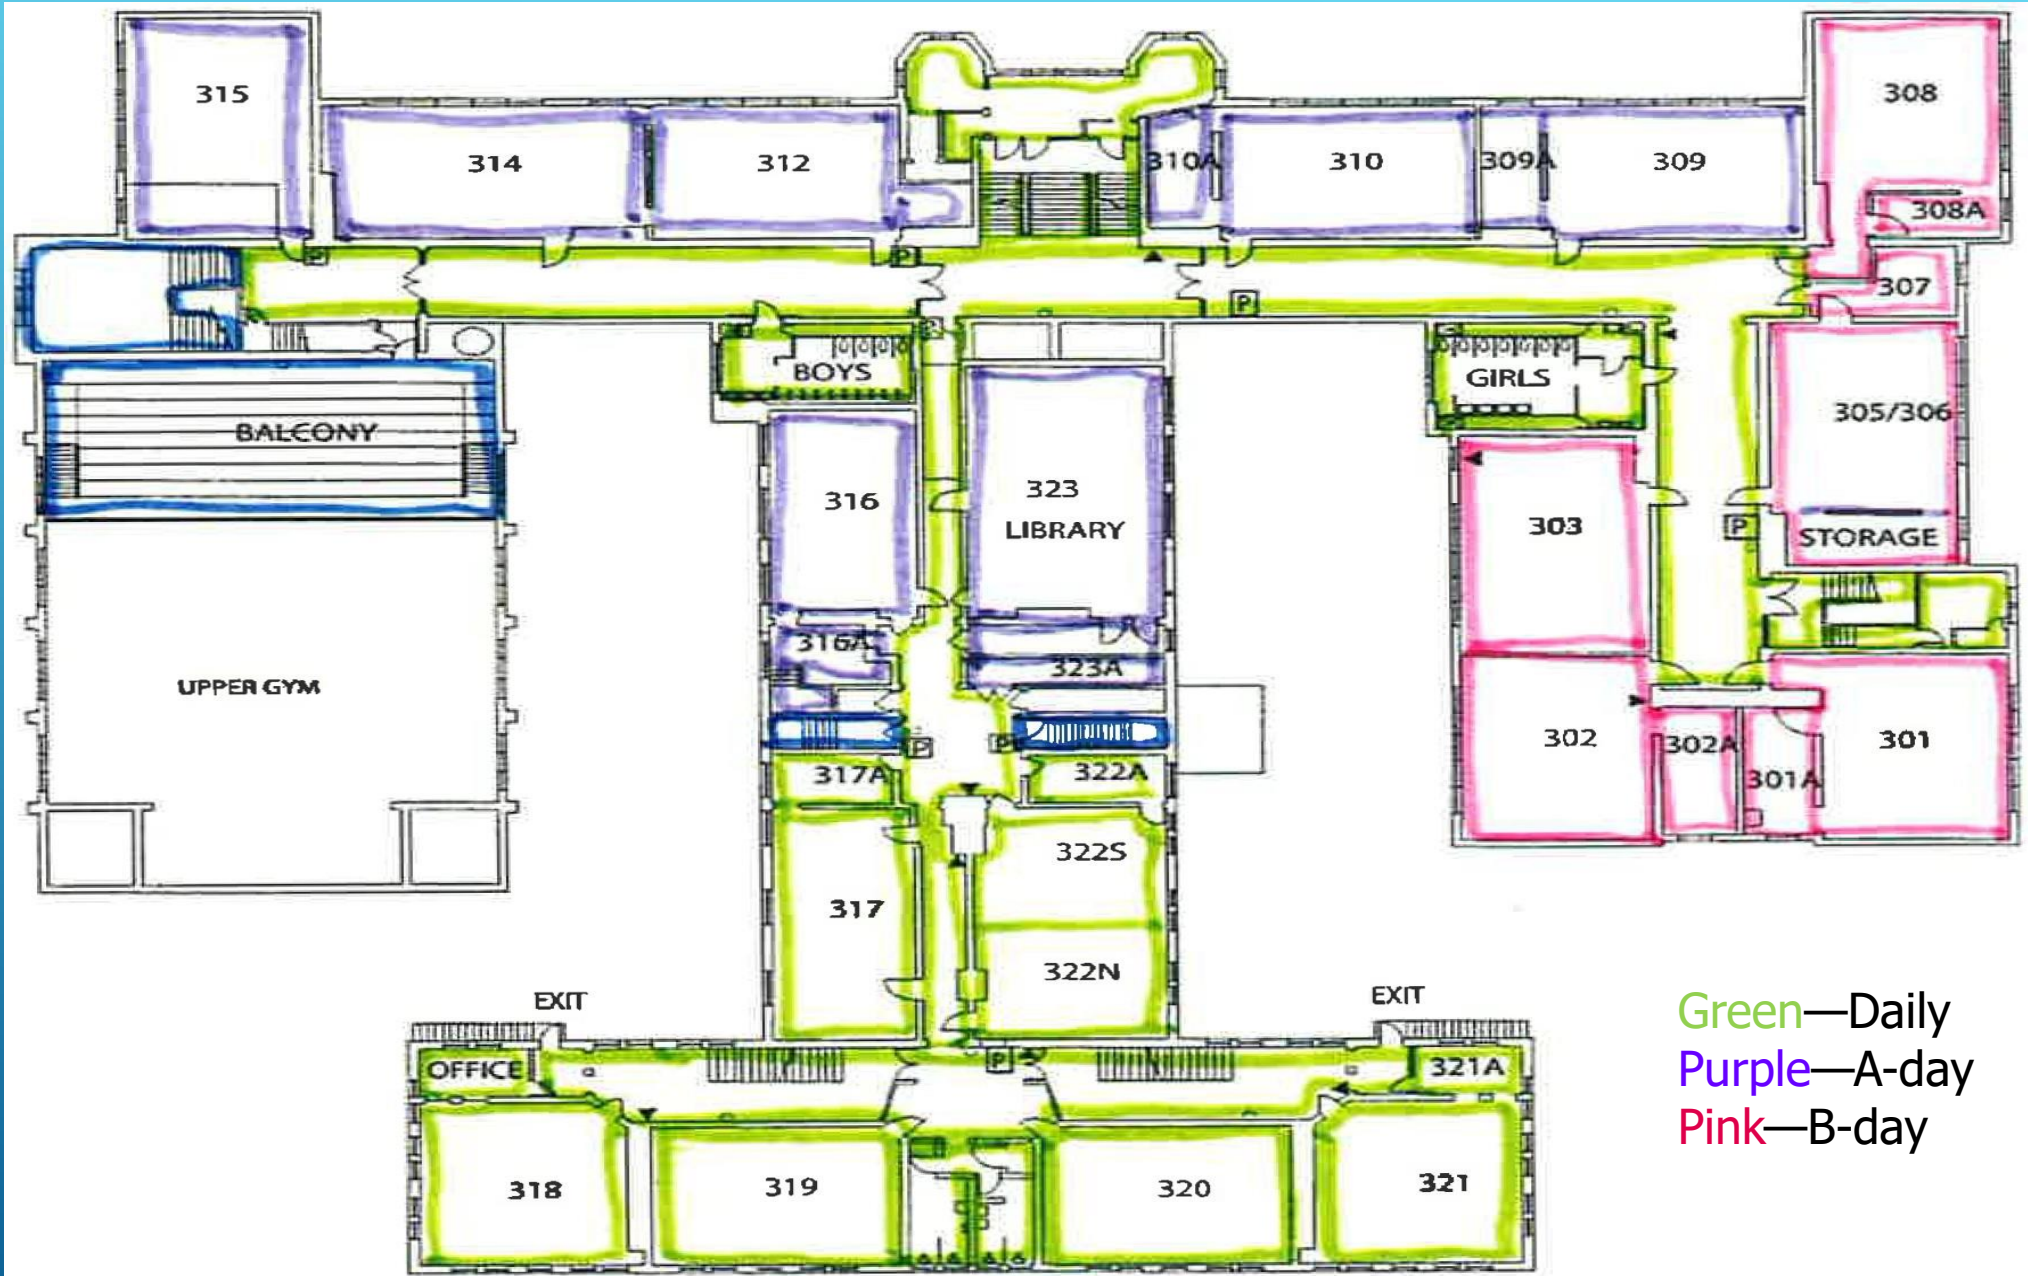 315
314
312
310A
310
309A
309
308
308A
307
P
P
P
P
BOYS
GIRLS
305/306
BALCONY
316
323
LIBRARY
303
P
STORAGE
316A
323A
UPPER GYM
P
P
317A
322A
302
302A
301A
301
322S
317
322N
EXIT
EXIT
OFFICE
P
321A
318
319
320
321
Green—Daily
Purple—A-day
Pink—B-day